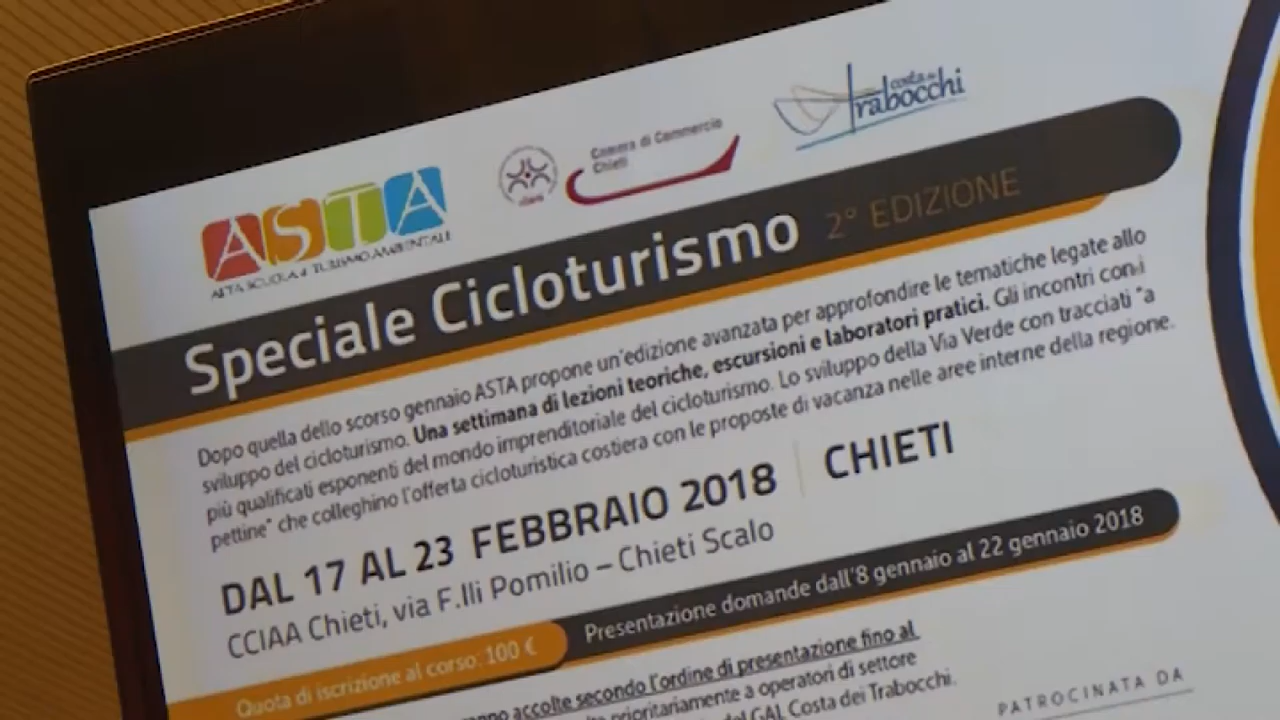 costa dei
Trabocchi
Camera di Commercio
Chieti
ASTA
ALTA SCUOLA di TURISMO AMBIENTALE
Speciale Cicloturismo 2° EDIZIONE
Dopo quella dello scorso gennaio ASTA propone un'edizione avanzata per approfondire le tematiche legate allo
sviluppo del cicloturismo. Una settimana di lezioni teoriche, escursioni e laboratori pratici. Gli incontri con i
più qualificati esponenti del mondo imprenditoriale del cicloturismo. Lo sviluppo della Via Verde con tracciati "a
pettine" che colleghino l'offerta cicloturistica costiera con le proposte di vacanza nelle aree interne della regione.
DAL 17 AL 23 FEBBRAIO 2018 CHIETI
CCIAA Chieti, via F.lli Pomilio – Chieti Scalo
Quota di iscrizione al corso: 100 € Presentazione domande dall'8 gennaio al 22 gennaio 2018
accolte secondo l'ordine di presentazione fino al
prioritariamente a operatori di settore
del GAL Costa dei Trabocchi.
PATROCINATA DA